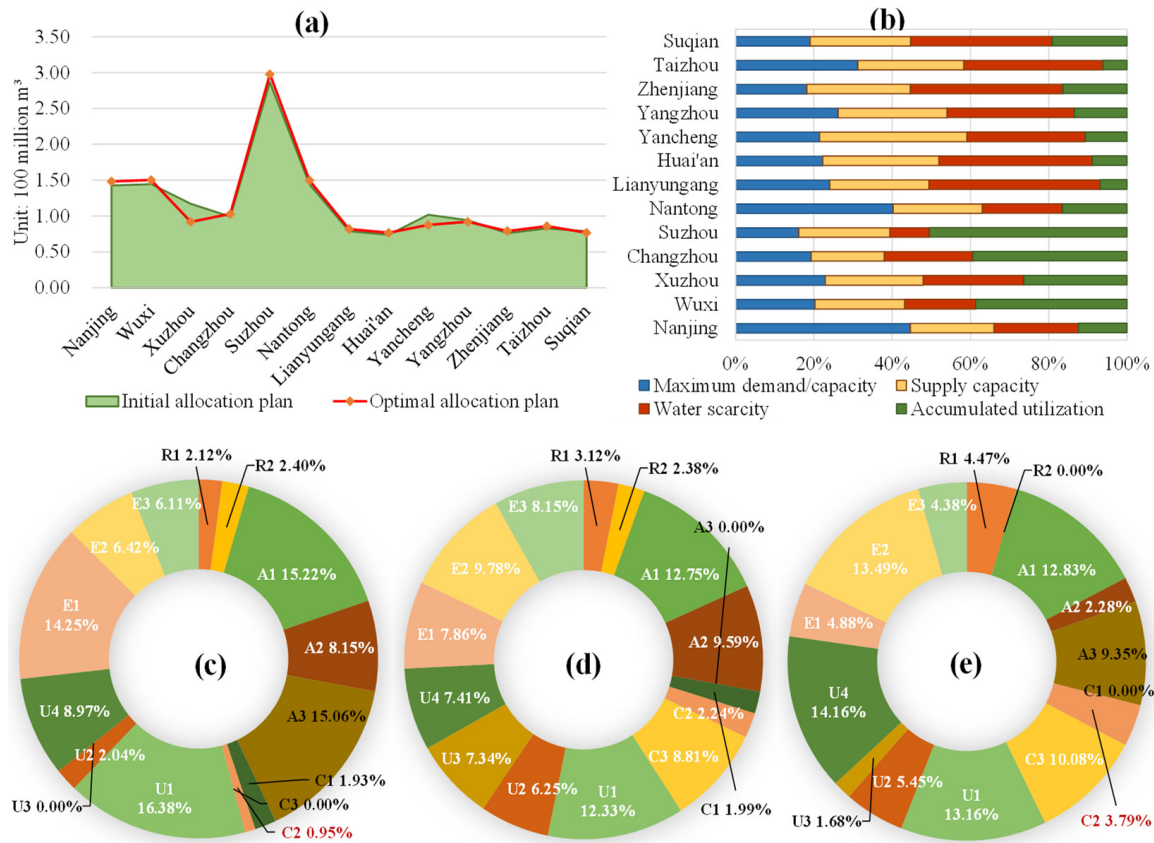 (a)
3.50
3.00
2.50
2.00
1.50
1.00
0.50
0.00
Unit: 100 million m³
Nanjing
Wuxi
Xuzhou
Changzhou
Suzhou
Nantong
Lianyungang
Huai'an
Yancheng
Yangzhou
Zhenjiang
Taizhou
Suqian
Initial allocation plan
Optimal allocation plan
(b)
Suqian
Taizhou
Zhenjiang
Yangzhou
Yancheng
Huai'an
Lianyungang
Nantong
Suzhou
Changzhou
Xuzhou
Wuxi
Nanjing
0% 20% 40% 60% 80% 100%
Maximum demand/capacity
Supply capacity
Water scarcity
Accumulated utilization
(c)
R1 2.12%
R2 2.40%
A1 15.22%
A2 8.15%
A3 15.06%
C1 1.93%
C3 0.00%
C2 0.95%
U1
16.38%
U2 2.04%
U3 0.00%
U4 8.97%
E1
14.25%
E2 6.42%
E3 6.11%
(d)
R1 3.12%
R2 2.38%
A1 12.75%
A2 9.59%
A3 0.00%
C1 1.99%
C2 2.24%
C3 8.81%
U1
12.33%
U2 6.25%
U3 7.34%
U4 7.41%
E1 7.86%
E2 9.78%
E3 8.15%
(e)
R1 4.47%
R2 0.00%
A1 12.83%
A2 2.28%
A3 9.35%
C1 0.00%
C2 3.79%
C3 10.08%
U1
13.16%
U2 5.45%
U3 1.68%
U4
14.16%
E1 4.88%
E2
13.49%
E3 4.38%